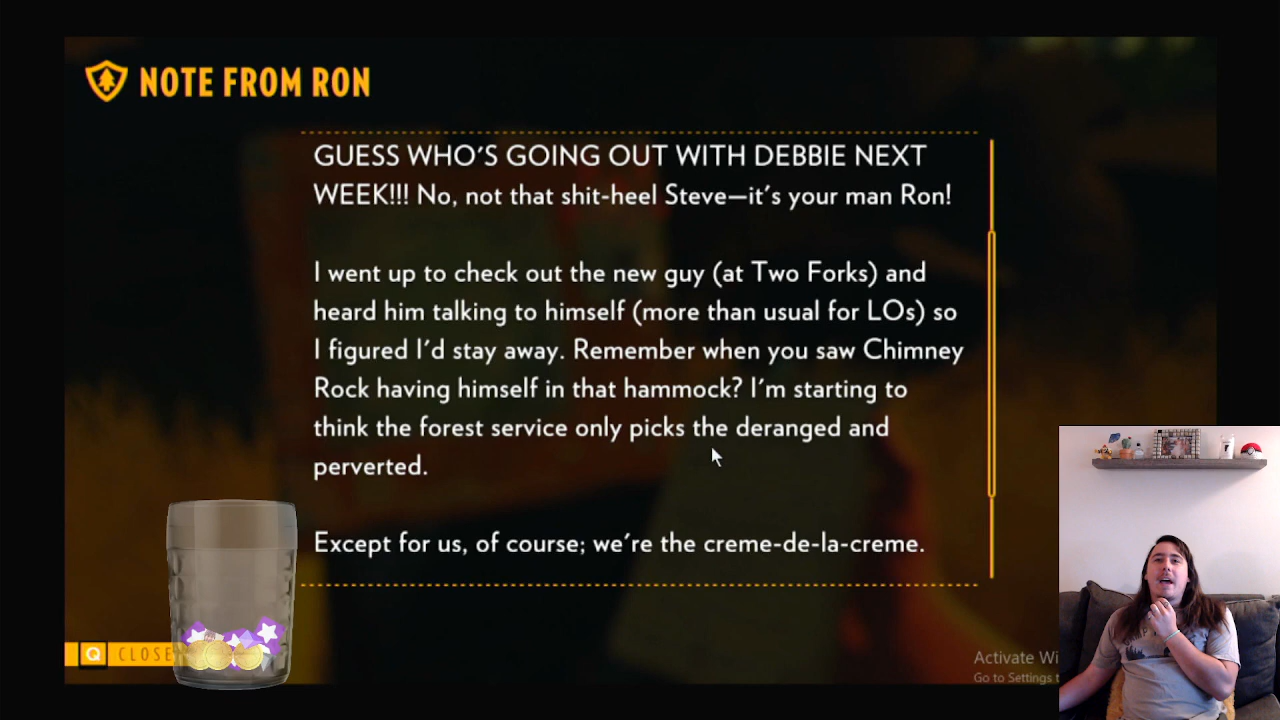 NOTE FROM RON
GUESS WHO'S GOING OUT WITH DEBBIE NEXT
WEEK!!! No, not that shit-heel Steve—it's your man Ron!
I went up to check out the new guy (at Two Forks) and
heard him talking to himself (more than usual for LOs) so
I figured I'd stay away. Remember when you saw Chimney
Rock having himself in that hammock? I'm starting to
think the forest service only picks the deranged and
perverted.
Except for us, of course; we're the creme-de-la-creme.
Q CLOSE
Activate Wi
Go to Settings t